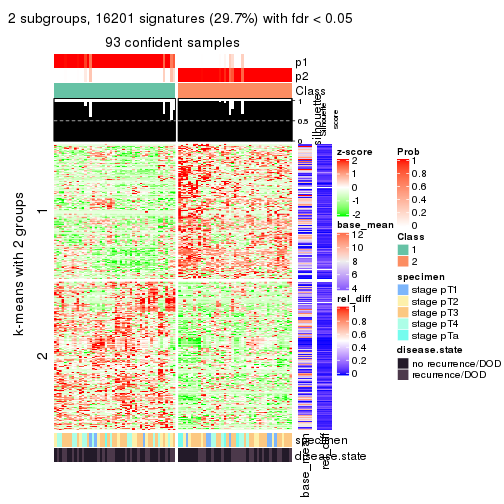 2 subgroups, 16201 signatures (29.7%) with fdr < 0.05
93 confident samples
p1
p2
Class
1
0.5
0
silhouette
Silhouette
score
k-means with 2 groups
1
2
z-score
2
1
0
-1
-2
base_mean
12
10
8
6
4
rel_diff
1
0.8
0.6
0.4
0.2
0
Prob
1
0.8
0.6
0.4
0.2
0
Class
1
2
specimen
stage pT1
stage pT2
stage pT3
stage pT4
stage pTa
disease.state
no recurrence/DOD
recurrence/DOD
specimen
disease.state
base_mean
rel_diff